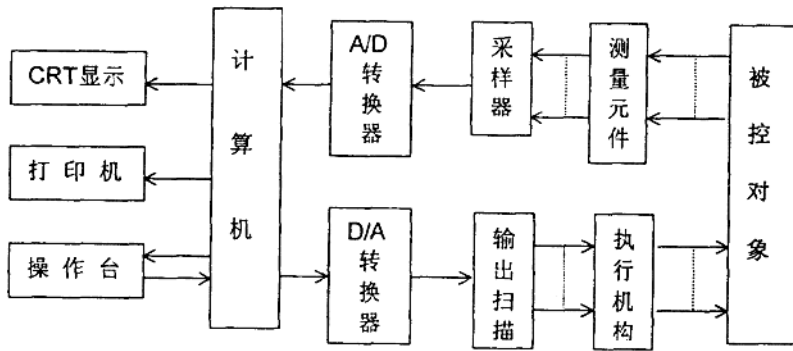 CRT显示
打 印 机
操 作 台
计算机
A/D
转换器
D/A
转换器
采样器
输出扫描
测量元件
执行机构
被控对象